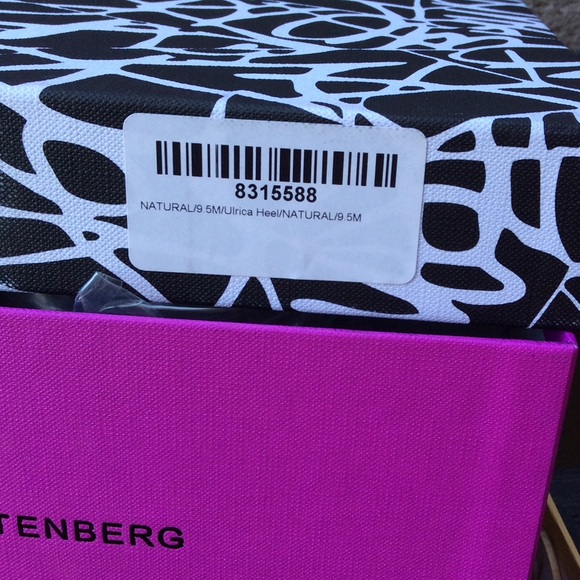 8315588
NATURAL/9.5M/Ulrica Heel/NATURAL/9.5M
TENBERG